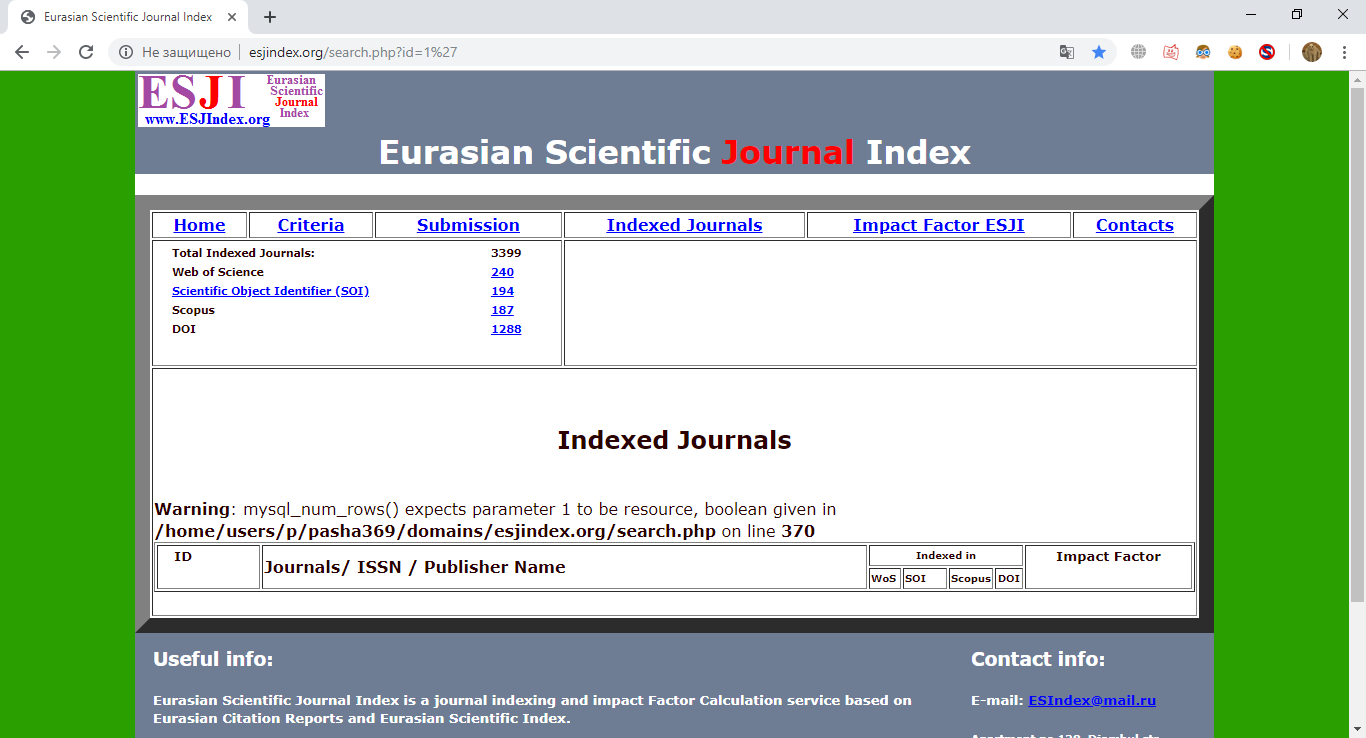 Eurasian Scientific Journal Index
Не защищено | esjindex.org/search.php?id=1%27
ESJI Eurasian
Scientific
Journal
Index
www.ESJIndex.org
Eurasian Scientific Journal Index
Home Criteria Submission Indexed Journals Impact Factor ESJI Contacts
Total Indexed Journals: 3399
Web of Science 240
Scientific Object Identifier (SOI) 194
Scopus 187
DOI 1288
Indexed Journals
Warning: mysql_num_rows() expects parameter 1 to be resource, boolean given in
/home/users/p/pasha369/domains/esjindex.org/search.php on line 370
ID Journals/ ISSN / Publisher Name Indexed in Impact Factor
WoS SOI Scopus DOI
Useful info:
Eurasian Scientific Journal Index is a journal indexing and impact Factor Calculation service based on
Eurasian Citation Reports and Eurasian Scientific Index.
Contact info:
E-mail: ESIndex@mail.ru